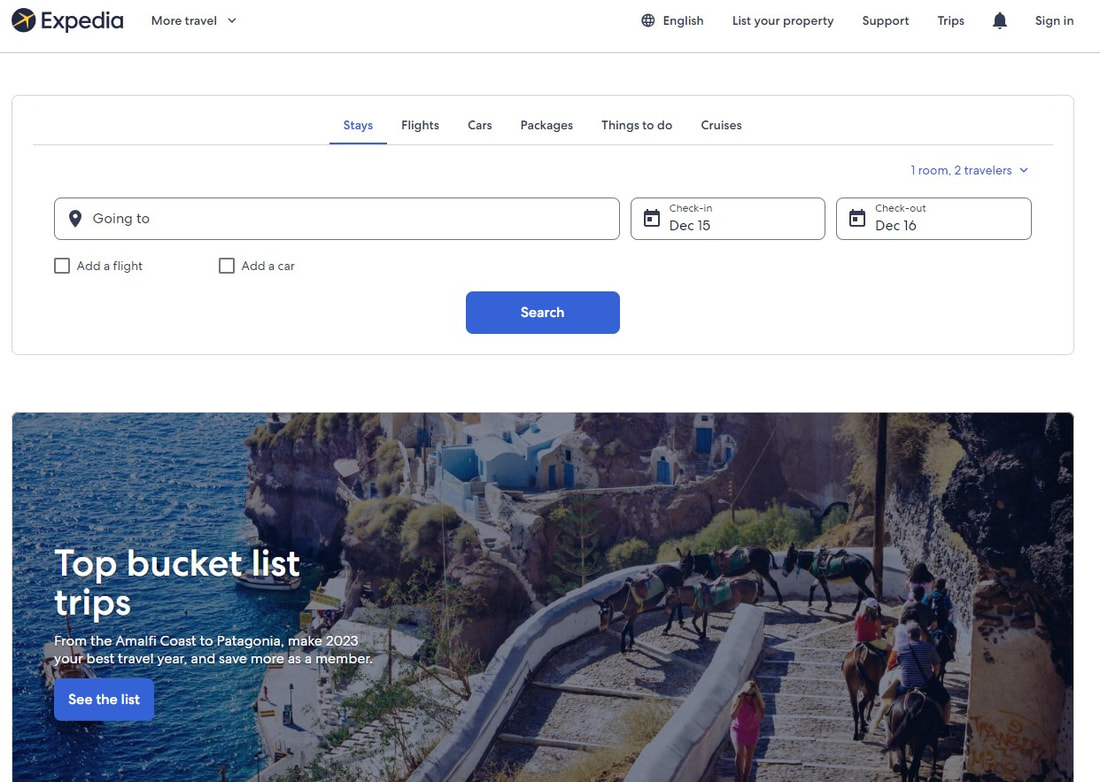 Expedia More travel English List your property Support Trips Sign in
Stays Flights Cars Packages Things to do Cruises
1 room, 2 travelers
Going to
Check-in
Dec 15
Check-out
Dec 16
Add a flight Add a car
Search
Top bucket list
trips
From the Amalfi Coast to Patagonia, make 2023
your best travel year, and save more as a member.
See the list